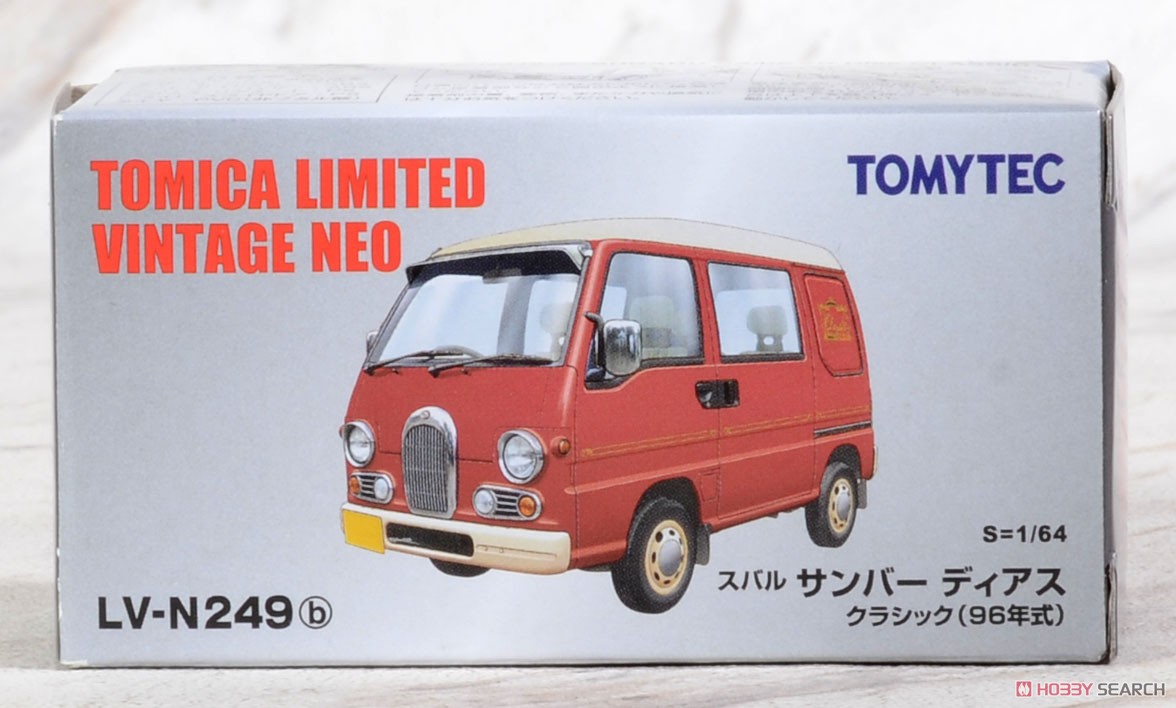 TOMICA LIMITED
VINTAGE NEO
TOMYTEC
S=1/64
スバル サンバー ディアス
クラシック(96年式)
LV-N249ⓑ
HOBBY SEARCH